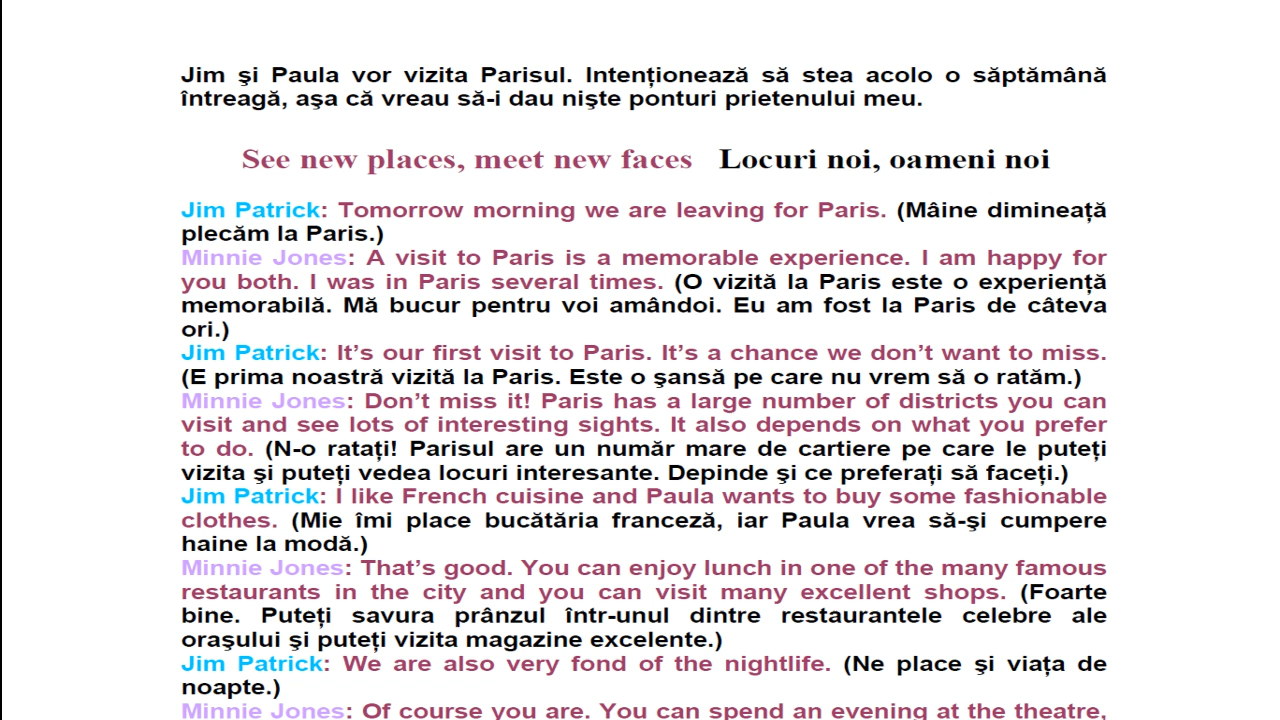 Jim şi Paula vor vizita Parisul. Intenţionează să stea acolo o săptămână
întreagă, aşa că vreau să-i dau nişte ponturi prietenului meu.
See new places, meet new faces Locuri noi, oameni noi
Jim Patrick: Tomorrow morning we are leaving for Paris. (Mâine dimineaţă
plecăm la Paris.)
Minnie Jones: A visit to Paris is a memorable experience. I am happy for
you both. I was in Paris several times. (O vizită la Paris este o experienţă
memorabilă. Mă bucur pentru voi amândoi. Eu am fost la Paris de câteva
ori.)
Jim Patrick: It’s our first visit to Paris. It’s a chance we don’t want to miss.
(E prima noastră vizită la Paris. Este o şansă pe care nu vrem să o ratăm.)
Minnie Jones: Don’t miss it! Paris has a large number of districts you can
visit and see lots of interesting sights. It also depends on what you prefer
to do. (N-o rataţi! Parisul are un număr mare de cartiere pe care le puteţi
vizita şi puteţi vedea locuri interesante. Depinde şi ce preferaţi să faceţi.)
Jim Patrick: I like French cuisine and Paula wants to buy some fashionable
clothes. (Mie îmi place bucătăria franceză, iar Paula vrea să-şi cumpere
haine la modă.)
Minnie Jones: That’s good. You can enjoy lunch in one of the many famous
restaurants in the city and you can visit many excellent shops. (Foarte
bine. Puteţi savura prânzul într-unul dintre restaurantele celebre ale
oraşului şi puteţi vizita magazine excelente.)
Jim Patrick: We are also very fond of the nightlife. (Ne place şi viaţa de
noapte.)
Minnie Jones: Of course you are. You can spend an evening at the theatre,